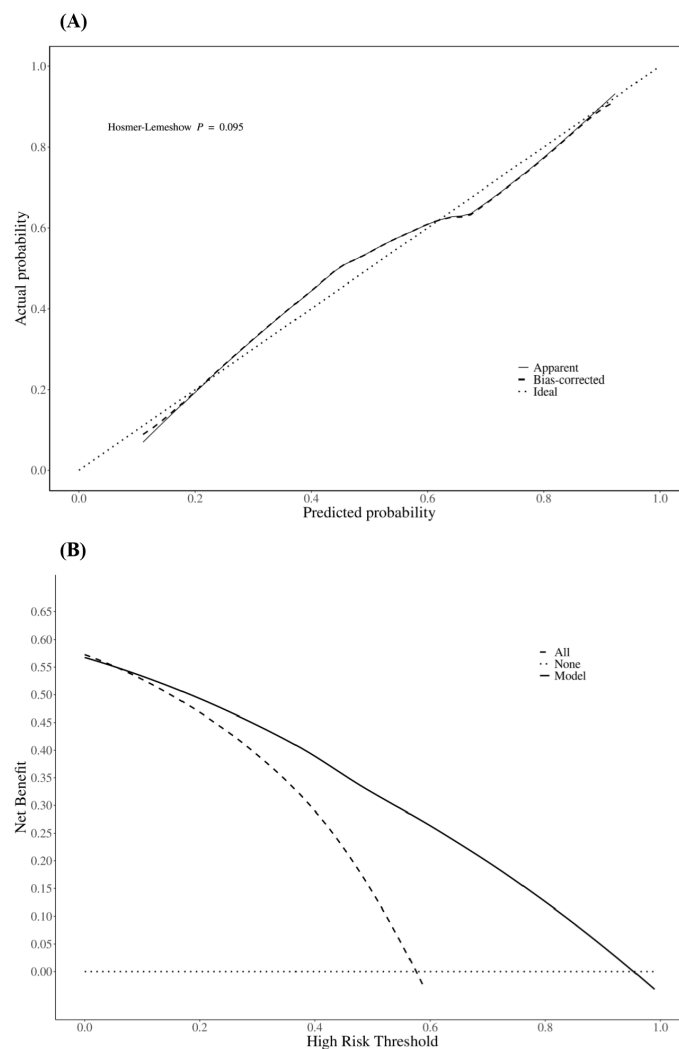 (A)
1.0
0.8
0.6
0.4
0.2
0.0
Actual probability
Hosmer-Lemeshow P = 0.095
Apparent
Bias-corrected
Ideal
0.0 0.2 0.4 0.6 0.8 1.0
Predicted probability
(B)
0.65
0.60
0.55
0.50
0.45
0.40
0.35
0.30
0.25
0.20
0.15
0.10
0.05
0.00
Net Benefit
All
None
Model
0.0 0.2 0.4 0.6 0.8 1.0
High Risk Threshold